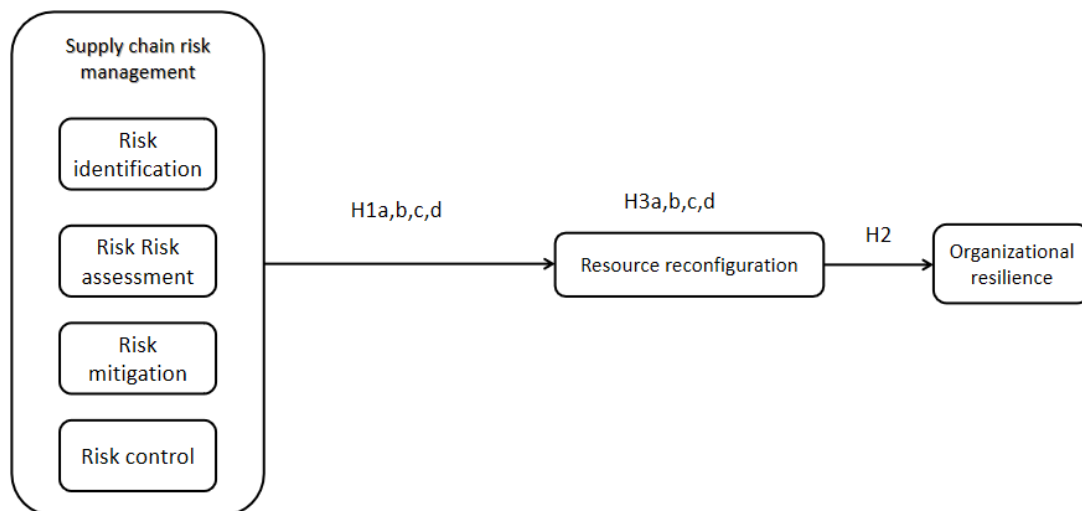 Supply chain risk
management
Risk
identification
Risk Risk
assessment
Risk
mitigation
Risk control
H1a,b,c,d
H3a,b,c,d
Resource reconfiguration
H2
Organizational
resilience